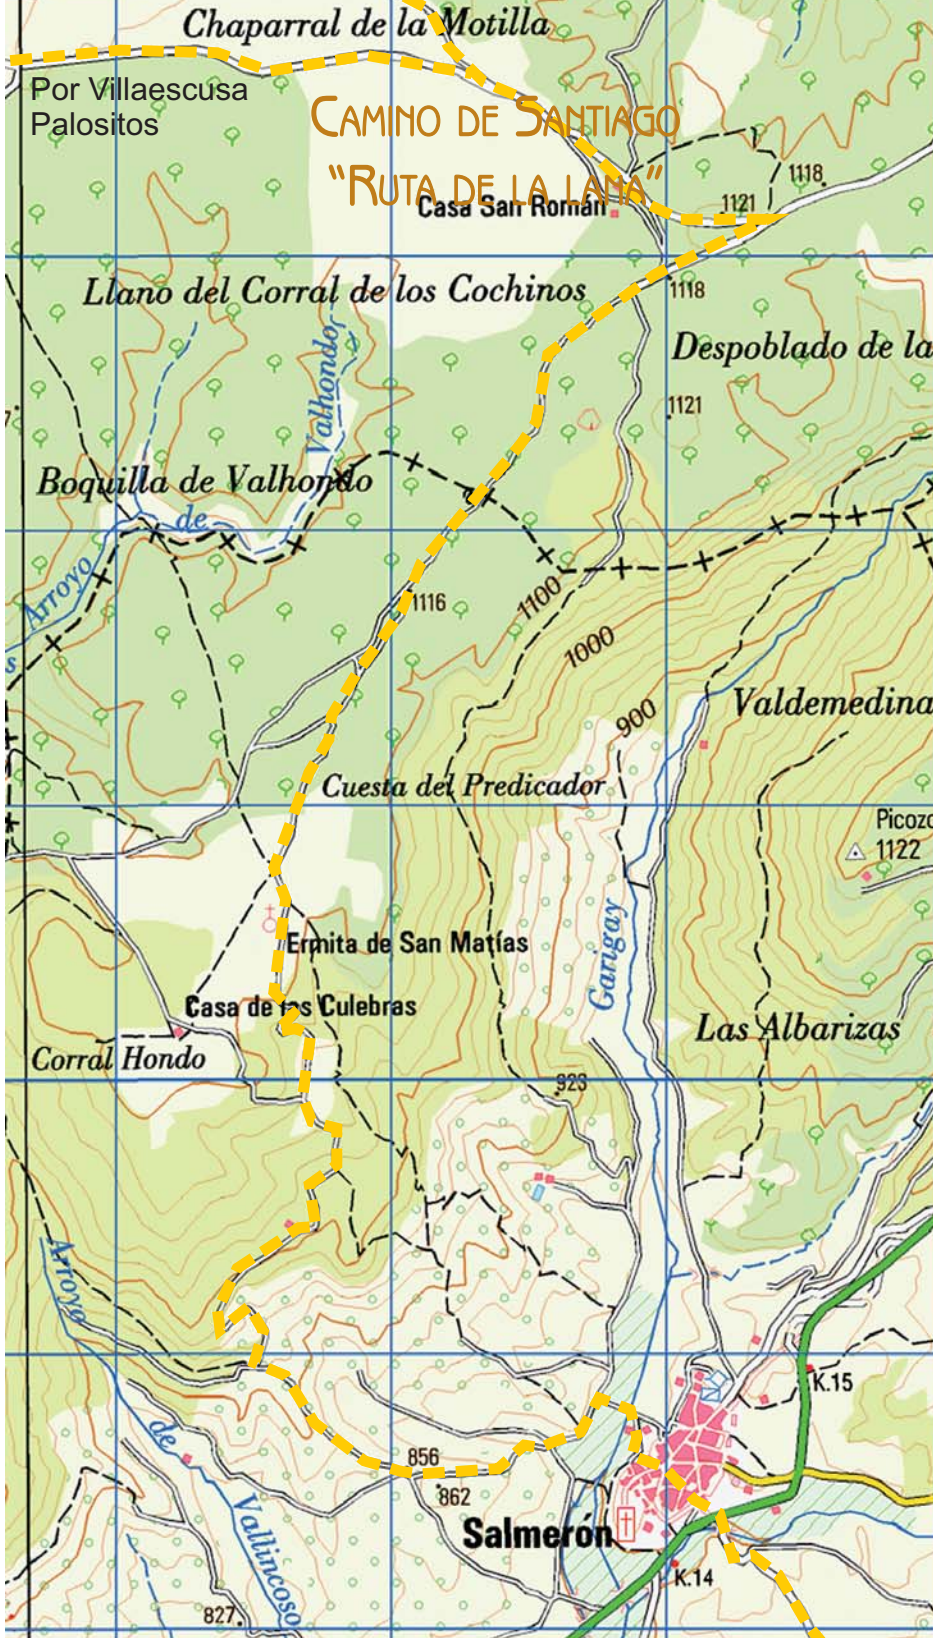 Chaparral de la Motilla
Por Villaescusa
Palositos
CAMINO DE SANTIAGO
"RUTA DE LA LANA"
1118
1121
Casa San Román
Llano del Corral de los Cochinos
1118
Despoblado de la
Valhondo
1121
Boquilla de Valhondo
de
Arroyo
1116
1100
1000
900
Valdemedina
Cuesta del Predicador
Picozo
1122
Garigay
Ermita de San Matías
Casa de las Culebras
Las Albarizas
Corral Hondo
923
Arroyo
K.15
de
856
862
Valincoso
Salmerón
K.14
827